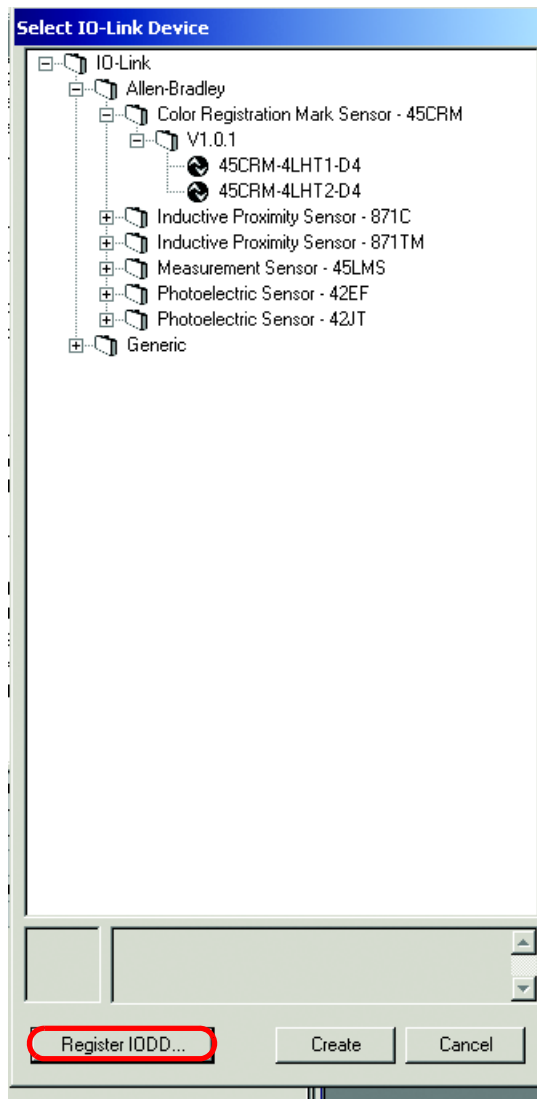 Select IO-Link Device
IO-Link
Allen-Bradley
Color Registration Mark Sensor - 45CRM
V1.0.1
45CRM-4LHT1-D4
45CRM-4LHT2-D4
Inductive Proximity Sensor - 871C
Inductive Proximity Sensor - 871TM
Measurement Sensor - 45LMS
Photoelectric Sensor - 42EF
Photoelectric Sensor - 42JT
Generic
Register IODD... Create Cancel